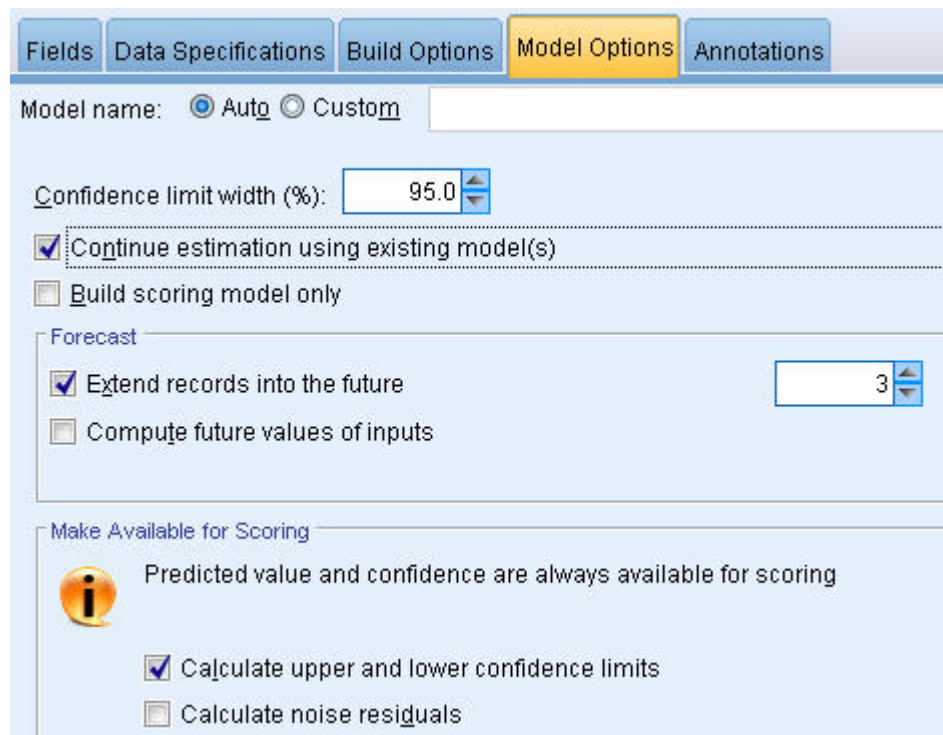 Fields Data Specifications Build Options Model Options Annotations
Model name: Auto Custom
Confidence limit width (%): 95.0
Continue estimation using existing model(s)
Build scoring model only
Forecast
Extend records into the future 3
Compute future values of inputs
Make Available for Scoring
Predicted value and confidence are always available for scoring
Calculate upper and lower confidence limits
Calculate noise residuals